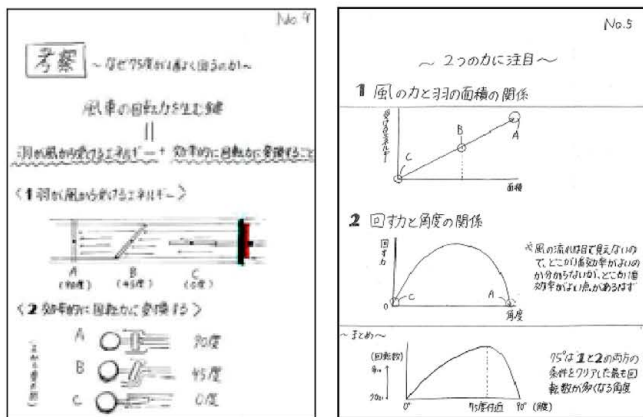 No.4
考察 〜なぜ75度が1番よく回るのか〜
風車の回転力を生む鍵
||
羽が風から受けるエネルギー + 効率的に回転力に変換すること
<1 羽が風から受けるエネルギー>
A B C
(90度) (45度) (0度)
<2 効率的に回転力に変換する>
A 90度
B 45度
C 0度
No.5
〜 2つの力に注目 〜
1 風の力と羽の面積の関係
エネルギー
A
B
C
面積
2 回す力と角度の関係
回す力
C
A
0
角度
※風の流れは目で見えないの
で、どこが1番効率がよいの
か分からないが、どこか1番
効率がよい点があるはず
〜まとめ〜
(回転数)
0° 75度付近 90° (角度)
75°は1と2の両方の
条件をクリアした最も回
転数が多くなる角度